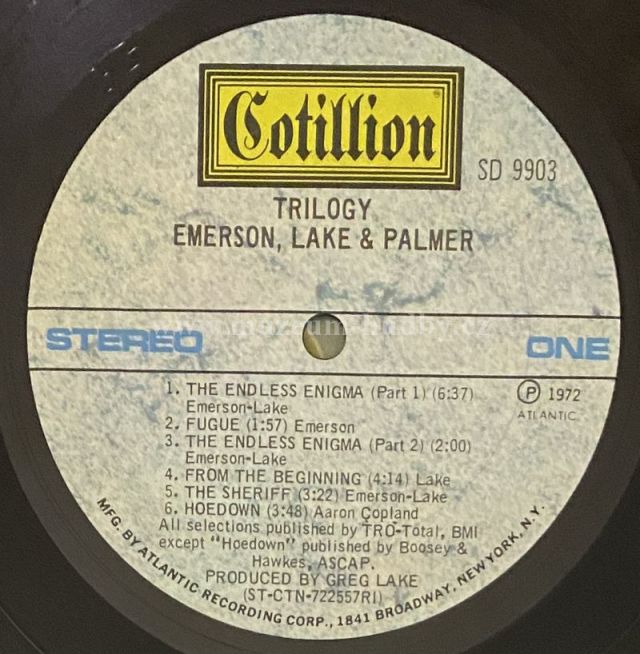 Cotillion
SD 9903
TRILOGY
EMERSON, LAKE & PALMER
www.muzeum-hudby.cz
STEREO
ONE
1. THE ENDLESS ENIGMA (Part 1) (6:37)
Emerson-Lake
2. FUGUE (1:57) Emerson
3. THE ENDLESS ENIGMA (Part 2) (2:00)
Emerson-Lake
4. FROM THE BEGINNING (4:14) Lake
5. THE SHERIFF (3:22) Emerson-Lake
6. HOEDOWN (3:48) Aaron Copland
All selections published by TRO-Total, BMI
except "Hoedown" published by Boosey &
Hawkes, ASCAP.
PRODUCED BY GREG LAKE
(ST-CTN-722557RI)
℗ 1972
ATLANTIC
MFG. BY ATLANTIC RECORDING CORP., 1841 BROADWAY, NEW YORK, N.Y.